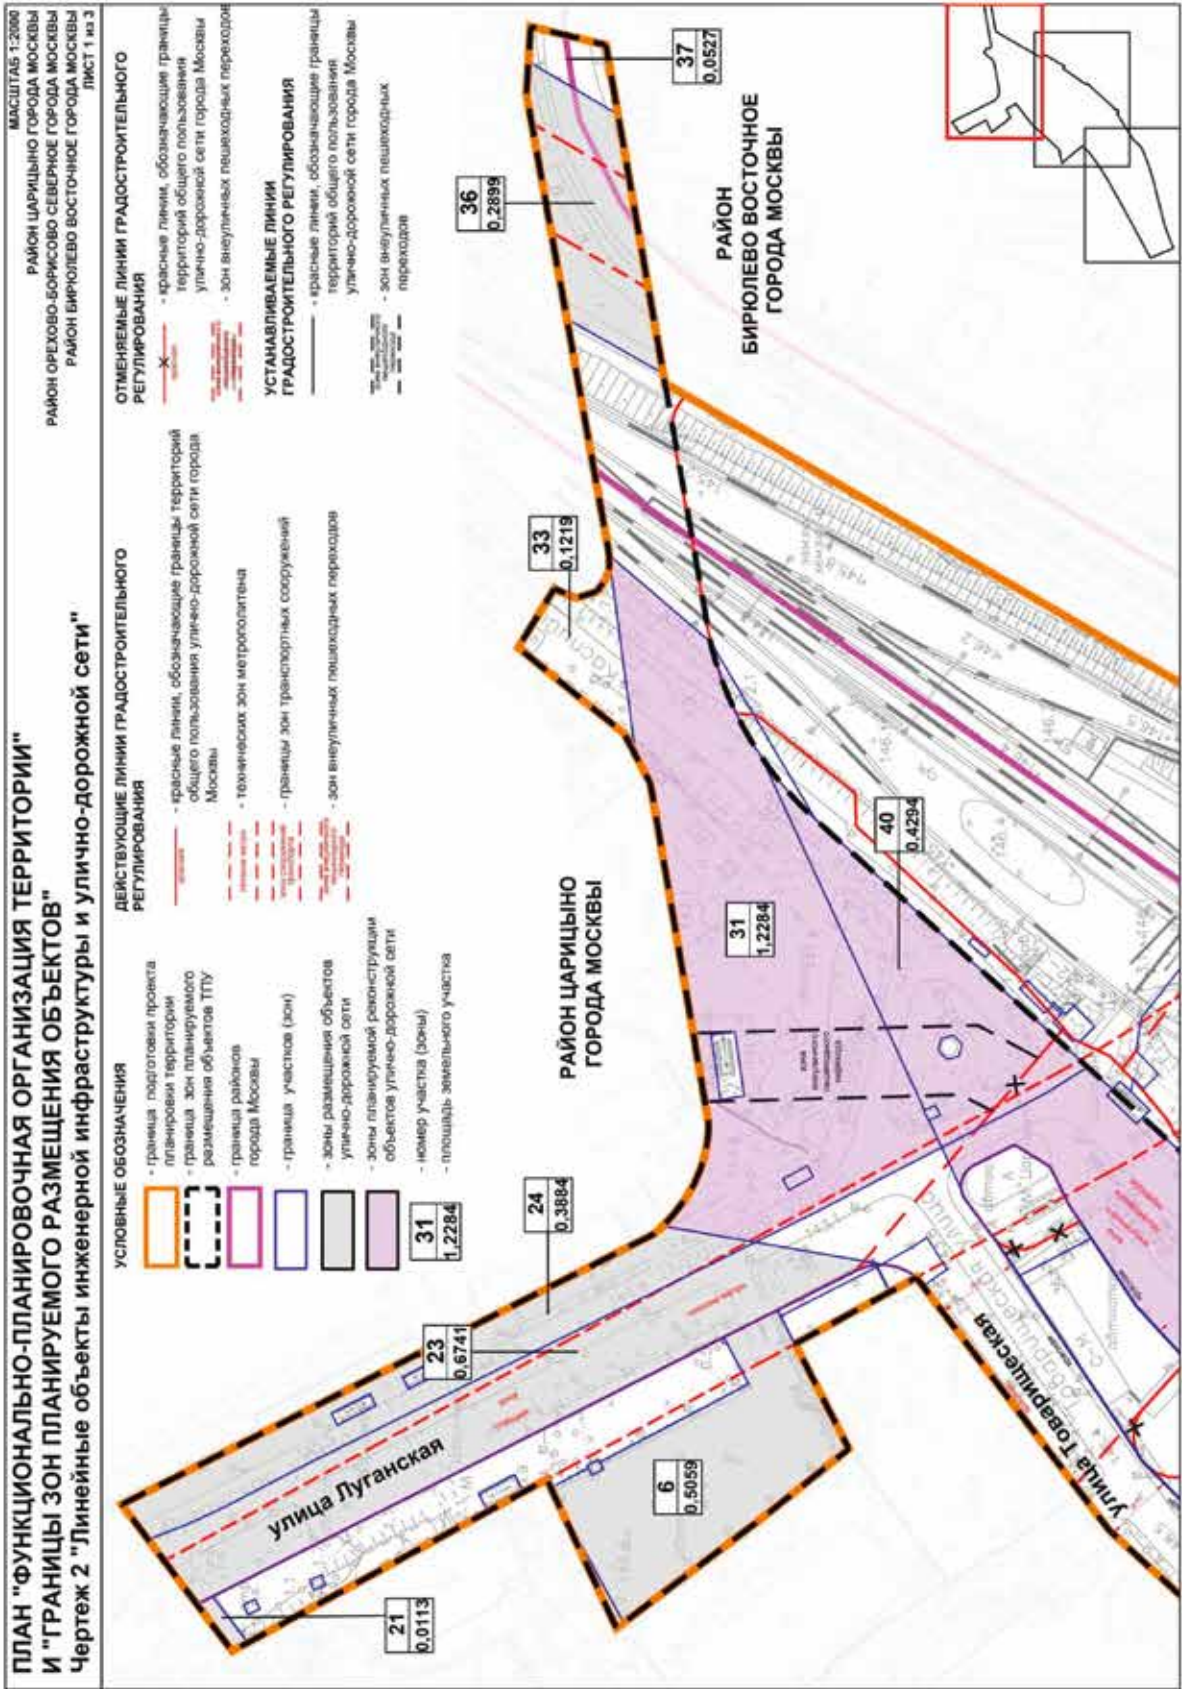 ПЛАН "ФУНКЦИОНАЛЬНО-ПЛАНИРОВОЧНАЯ ОРГАНИЗАЦИЯ ТЕРРИТОРИИ"
И "ГРАНИЦЫ ЗОН ПЛАНИРУЕМОГО РАЗМЕЩЕНИЯ ОБЪЕКТОВ"
Чертеж 2 "Линейные объекты инженерной инфраструктуры и улично-дорожной сети"
МАСШТАБ 1:2000
РАЙОН ЦАРИЦЫНО ГОРОДА МОСКВЫ
РАЙОН ОРЕХОВО-БОРИСОВО СЕВЕРНОЕ ГОРОДА МОСКВЫ
РАЙОН БИРЮЛЕВО ВОСТОЧНОЕ ГОРОДА МОСКВЫ
ЛИСТ 1 из 3
УСЛОВНЫЕ ОБОЗНАЧЕНИЯ
- граница подготовки проекта
планировки территории
- граница зон планируемого
размещения объектов ТПУ
- граница районов
города Москвы
- граница участков (зон)
- зоны размещения объектов
улично-дорожной сети
- зоны планируемой реконструкции
объектов улично-дорожной сети
31
1,2284
- номер участка (зоны)
- площадь земельного участка
ДЕЙСТВУЮЩИЕ ЛИНИИ ГРАДОСТРОИТЕЛЬНОГО
РЕГУЛИРОВАНИЯ
- красные линии, обозначающие границы территорий
общего пользования улично-дорожной сети города
Москвы
- технических зон метрополитена
- границы зон транспортных сооружений
- зон внеуличных пешеходных переходов
ОТМЕНЯЕМЫЕ ЛИНИИ ГРАДОСТРОИТЕЛЬНОГО
РЕГУЛИРОВАНИЯ
- красные линии, обозначающие границы
территорий общего пользования
улично-дорожной сети города Москвы
- зон внеуличных пешеходных переходов
УСТАНАВЛИВАЕМЫЕ ЛИНИИ
ГРАДОСТРОИТЕЛЬНОГО РЕГУЛИРОВАНИЯ
- красные линии, обозначающие границы
территорий общего пользования
улично-дорожной сети города Москвы
- зон внеуличных пешеходных
переходов
21
0,0113
23
0,6741
24
0,3884
6
0,5059
улица Луганская
улица Товарищеская
РАЙОН ЦАРИЦЫНО
ГОРОДА МОСКВЫ
31
1,2284
40
0,4294
33
0,1219
36
0,2899
37
0,0527
РАЙОН
БИРЮЛЕВО ВОСТОЧНОЕ
ГОРОДА МОСКВЫ